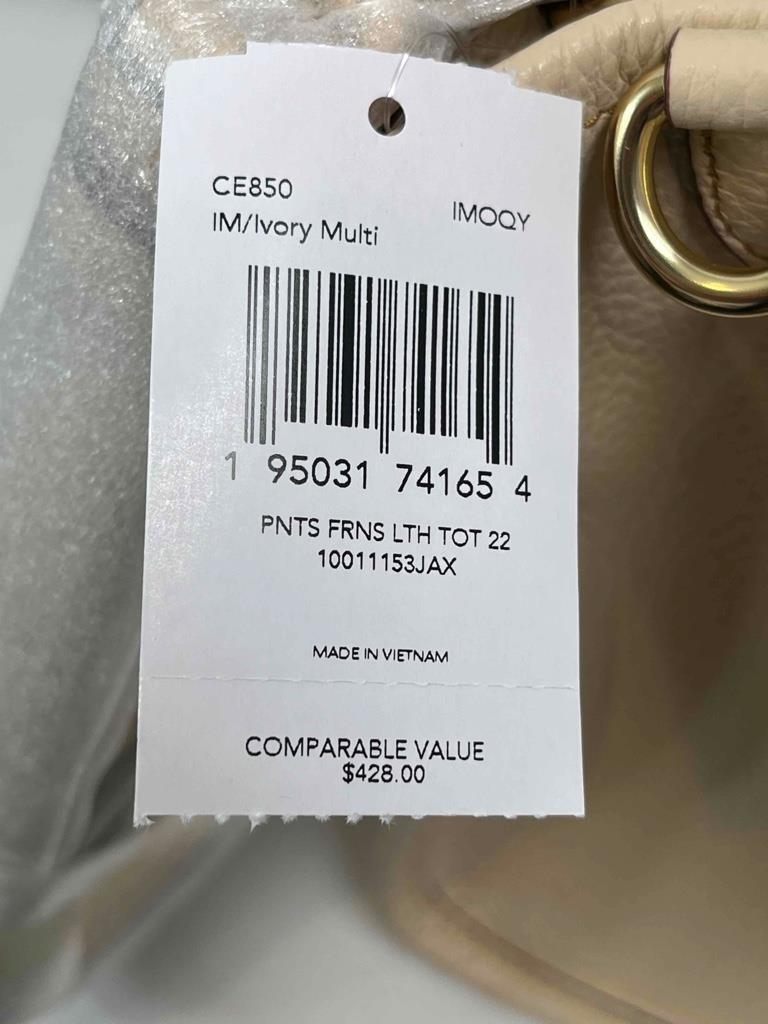 CE850
IMOQY
IM/Ivory Multi
1 95031 74165 4
PNTS FRNS LTH TOT 22
10011153JAX
MADE IN VIETNAM
COMPARABLE VALUE
$428.00